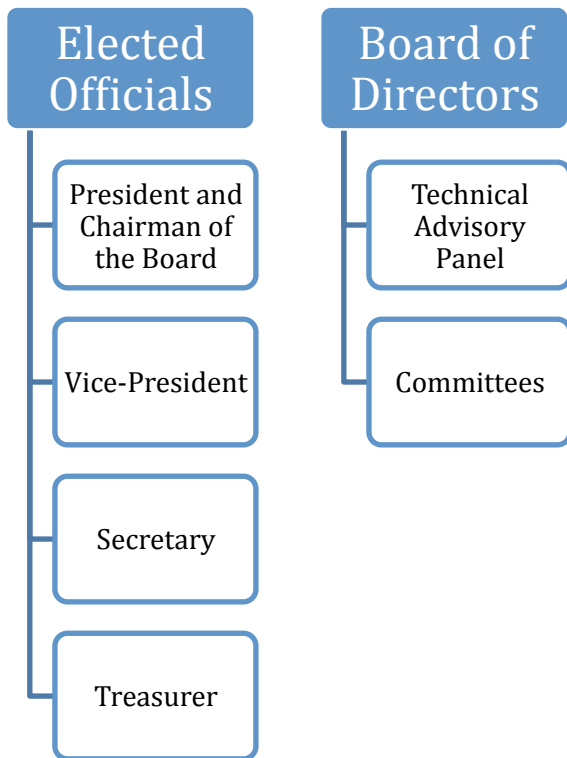 Elected
Officials
President and
Chairman of
the Board
Vice-President
Secretary
Treasurer
Board of
Directors
Technical
Advisory
Panel
Committees